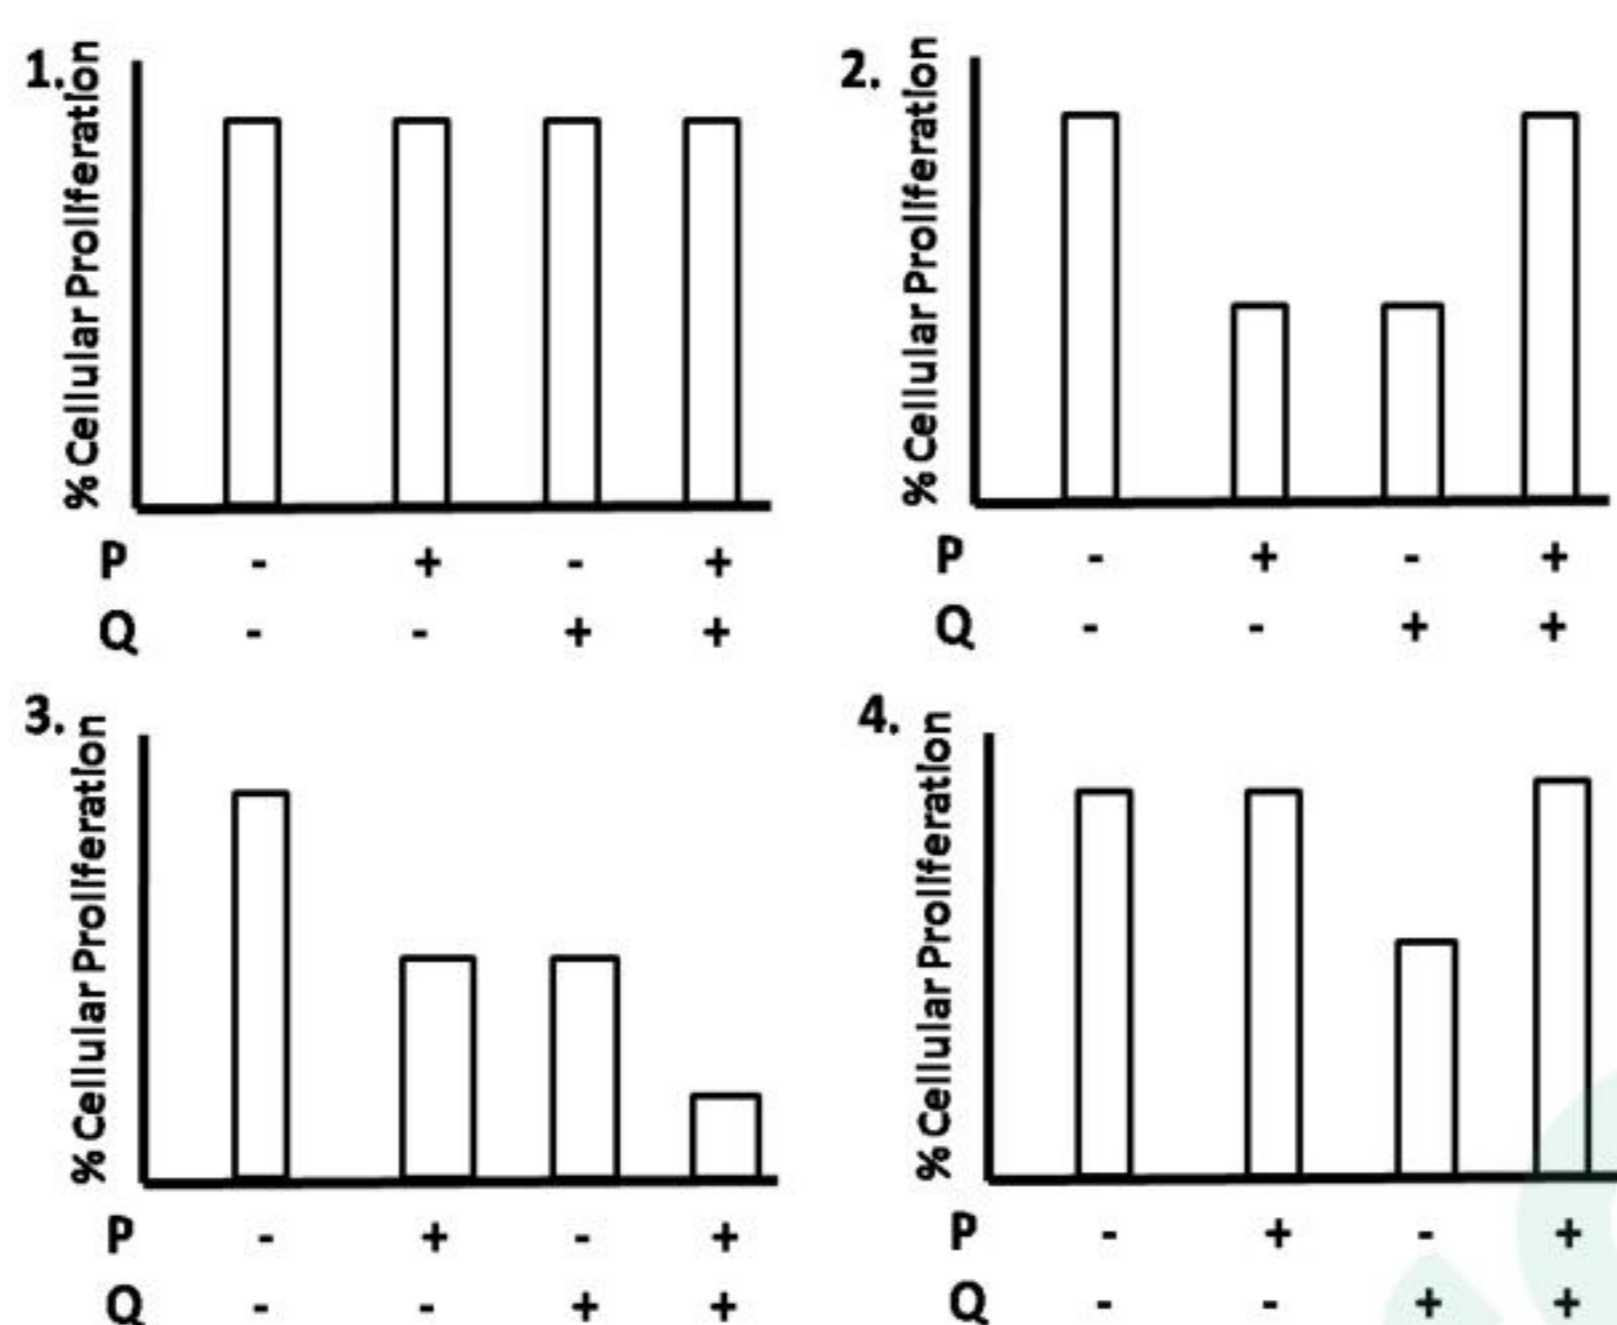 1.
% Cellular Proliferation
P - + - +
Q - - + +
2.
% Cellular Proliferation
P - + - +
Q - - + +
3.
% Cellular Proliferation
P - + - +
Q - - + +
4.
% Cellular Proliferation
P - + - +
Q - - + +